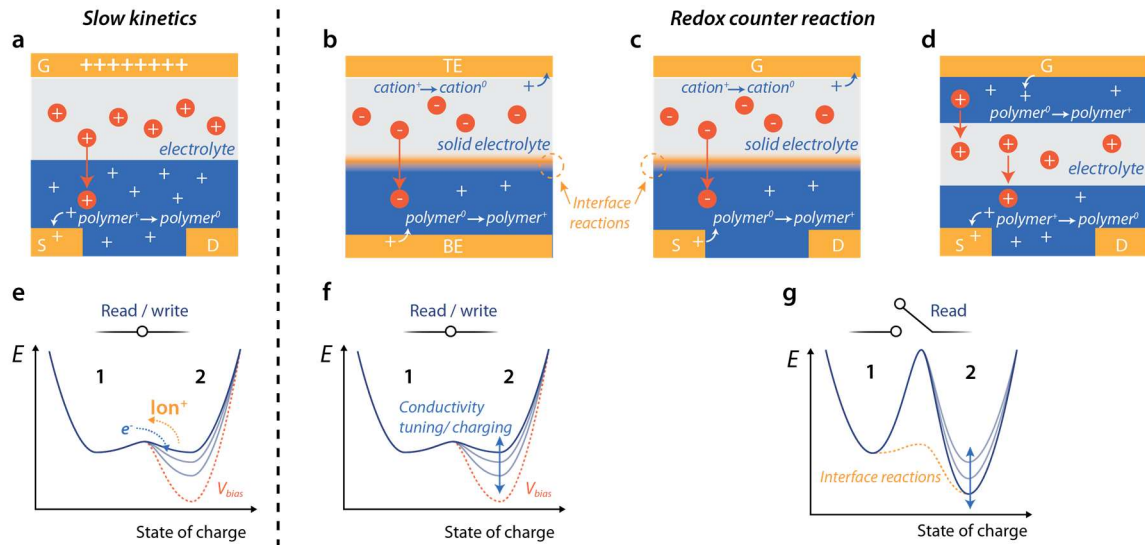 Slow kinetics
Redox counter reaction
a
G
++++++++
+ + + + + +
electrolyte
+ + + + + + +
+
+ polymer⁺→polymer⁰
S + + + D
b
TE
cation⁺→cation⁰ +
- - - - - -
solid electrolyte
-
+ + + +
polymer⁰→polymer⁺
+
BE
Interface
reactions
c
G
cation⁺→cation⁰ +
- - - - - -
solid electrolyte
-
+ + + +
polymer⁰→polymer⁺
S + D
d
G
+ + + + +
polymer⁰→polymer⁺
+ + + +
electrolyte
+ + + +
+ polymer⁺→polymer⁰
S + + + D
e
Read / write
E
1
2
Ion⁺
e⁻
V bias
State of charge
f
Read / write
E
1
2
Conductivity
tuning/ charging
V bias
State of charge
g
Read
E
1
2
Interface reactions
State of charge